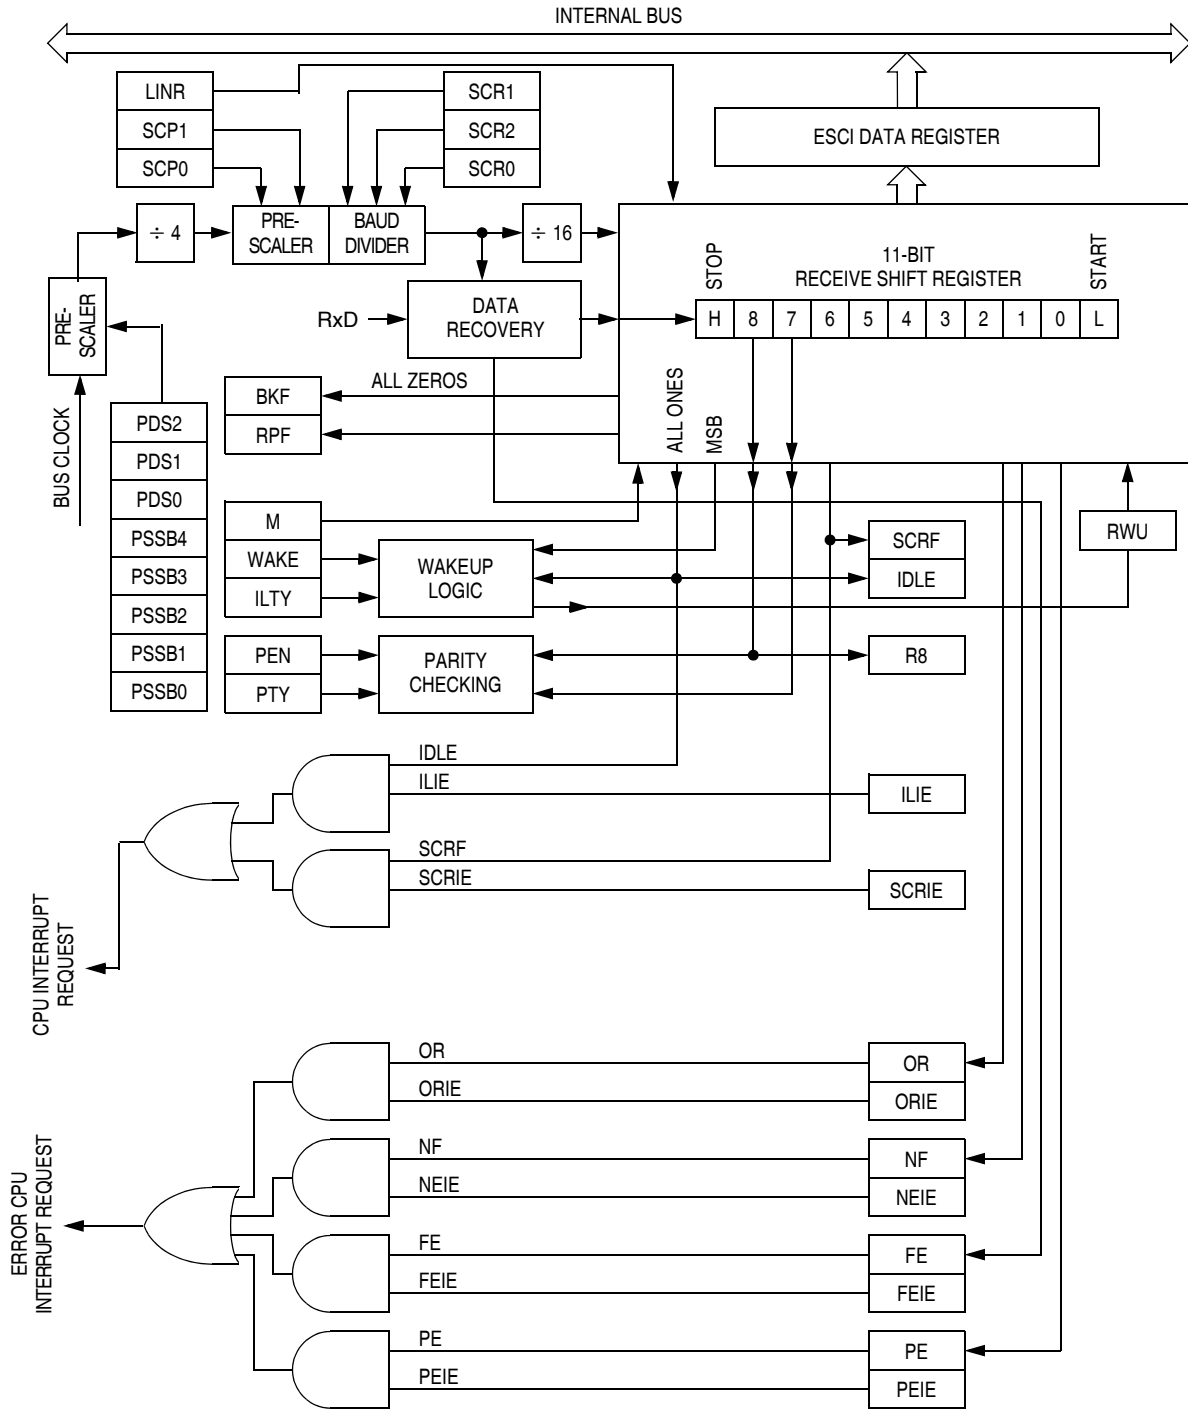 INTERNAL BUS
LINR
SCP1
SCP0
SCR1
SCR2
SCR0
ESCI DATA REGISTER
÷ 4
PRE-
SCALER
BAUD
DIVIDER
÷ 16
PRE-
SCALER
BUS CLOCK
RxD
DATA
RECOVERY
STOP
11-BIT
RECEIVE SHIFT REGISTER
START
H
8
7
6
5
4
3
2
1
0
L
ALL ZEROS
ALL ONES
MSB
BKF
RPF
PDS2
PDS1
PDS0
PSSB4
PSSB3
PSSB2
PSSB1
PSSB0
M
WAKE
ILTY
WAKEUP
LOGIC
PEN
PTY
PARITY
CHECKING
SCRF
IDLE
RWU
R8
IDLE
ILIE
ILIE
SCRF
SCRIE
SCRIE
CPU INTERRUPT
REQUEST
OR
ORIE
OR
ORIE
NF
NEIE
NF
NEIE
FE
FEIE
FE
FEIE
PE
PEIE
PE
PEIE
ERROR CPU
INTERRUPT REQUEST